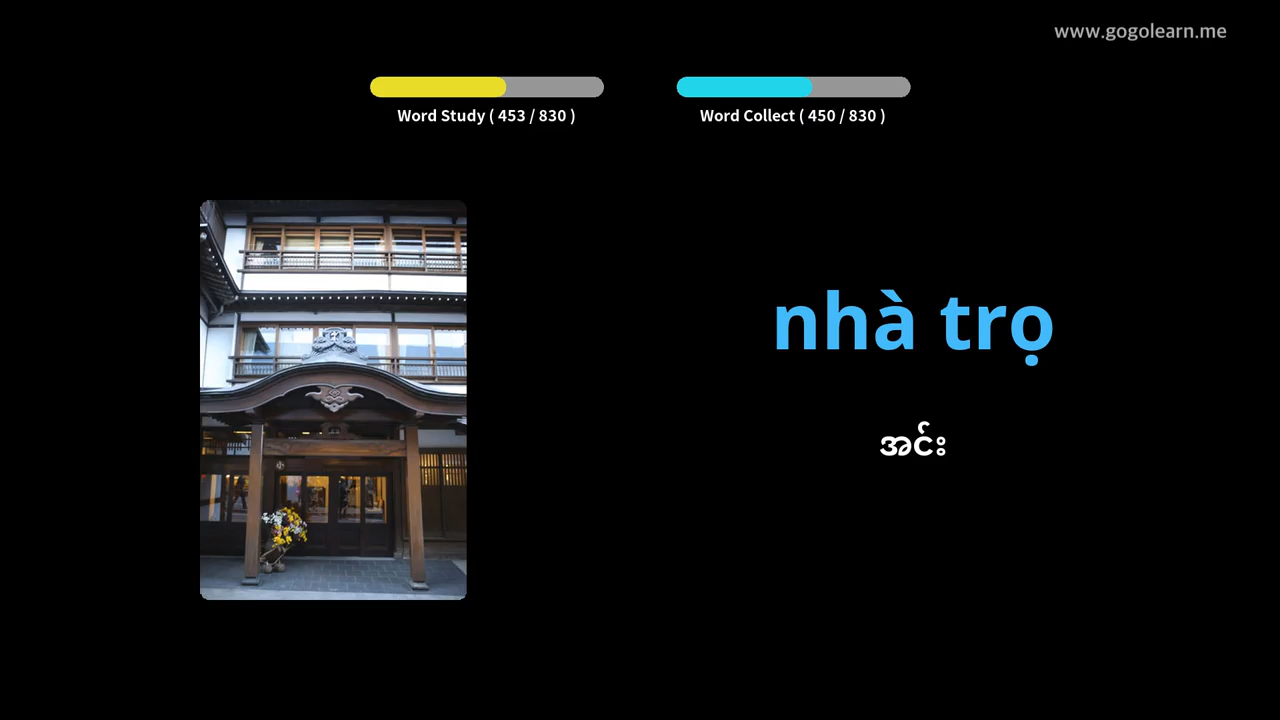 www.gogolearn.me
Word Study ( 453 / 830 )
Word Collect ( 450 / 830 )
nhà trọ
အင်း